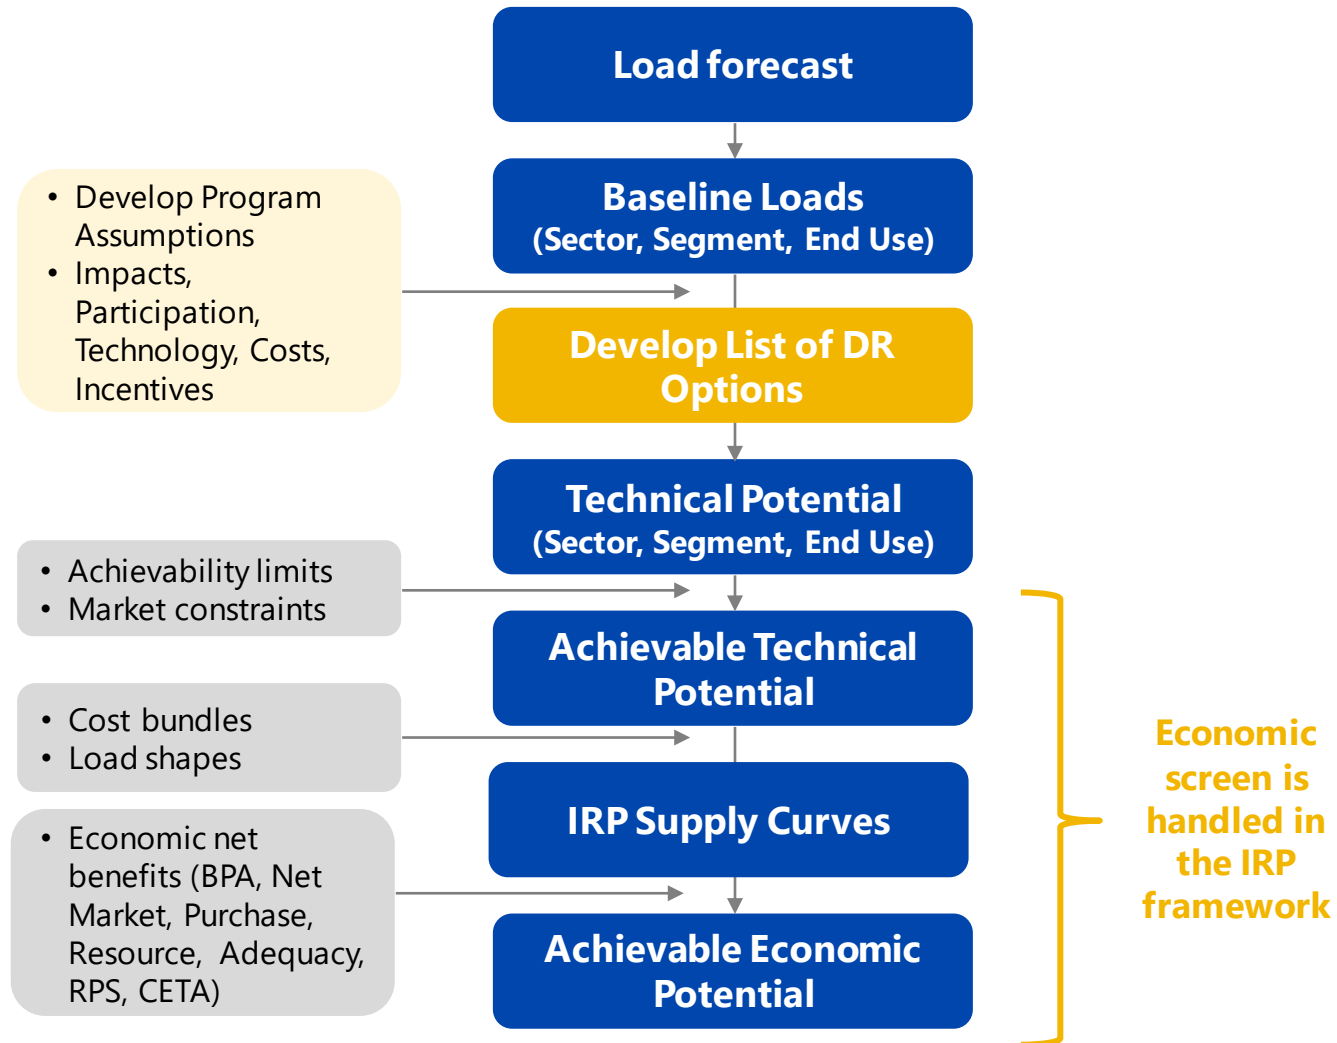 Load forecast
Baseline Loads
(Sector, Segment, End Use)
• Develop Program
Assumptions
• Impacts,
Participation,
Technology, Costs,
Incentives
Develop List of DR
Options
Technical Potential
(Sector, Segment, End Use)
• Achievability limits
• Market constraints
Achievable Technical
Potential
• Cost bundles
• Load shapes
IRP Supply Curves
• Economic net
benefits (BPA, Net
Market, Purchase,
Resource, Adequacy,
RPS, CETA)
Achievable Economic
Potential
Economic
screen is
handled in
the IRP
framework